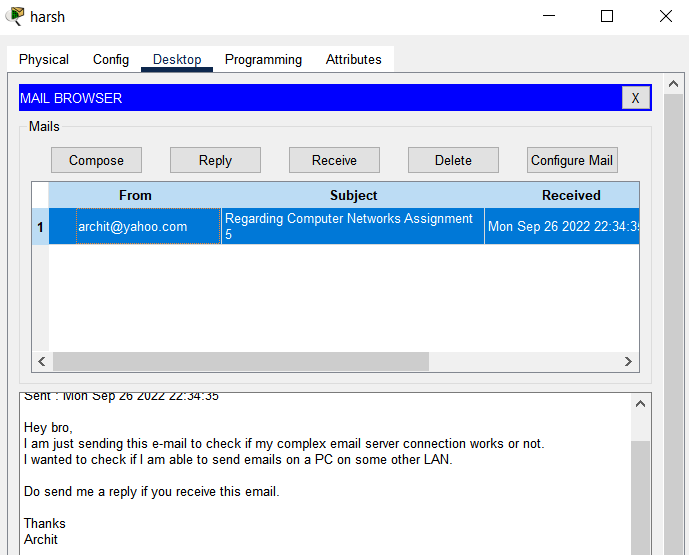 harsh
Physical Config Desktop Programming Attributes
MAIL BROWSER X
Mails
Compose Reply Receive Delete Configure Mail
From Subject Received
1 archit@yahoo.com Regarding Computer Networks Assignment Mon Sep 26 2022 22:34:35
5
Sent : Mon Sep 26 2022 22:34:35
Hey bro,
I am just sending this e-mail to check if my complex email server connection works or not.
I wanted to check if I am able to send emails on a PC on some other LAN.
Do send me a reply if you receive this email.
Thanks
Archit